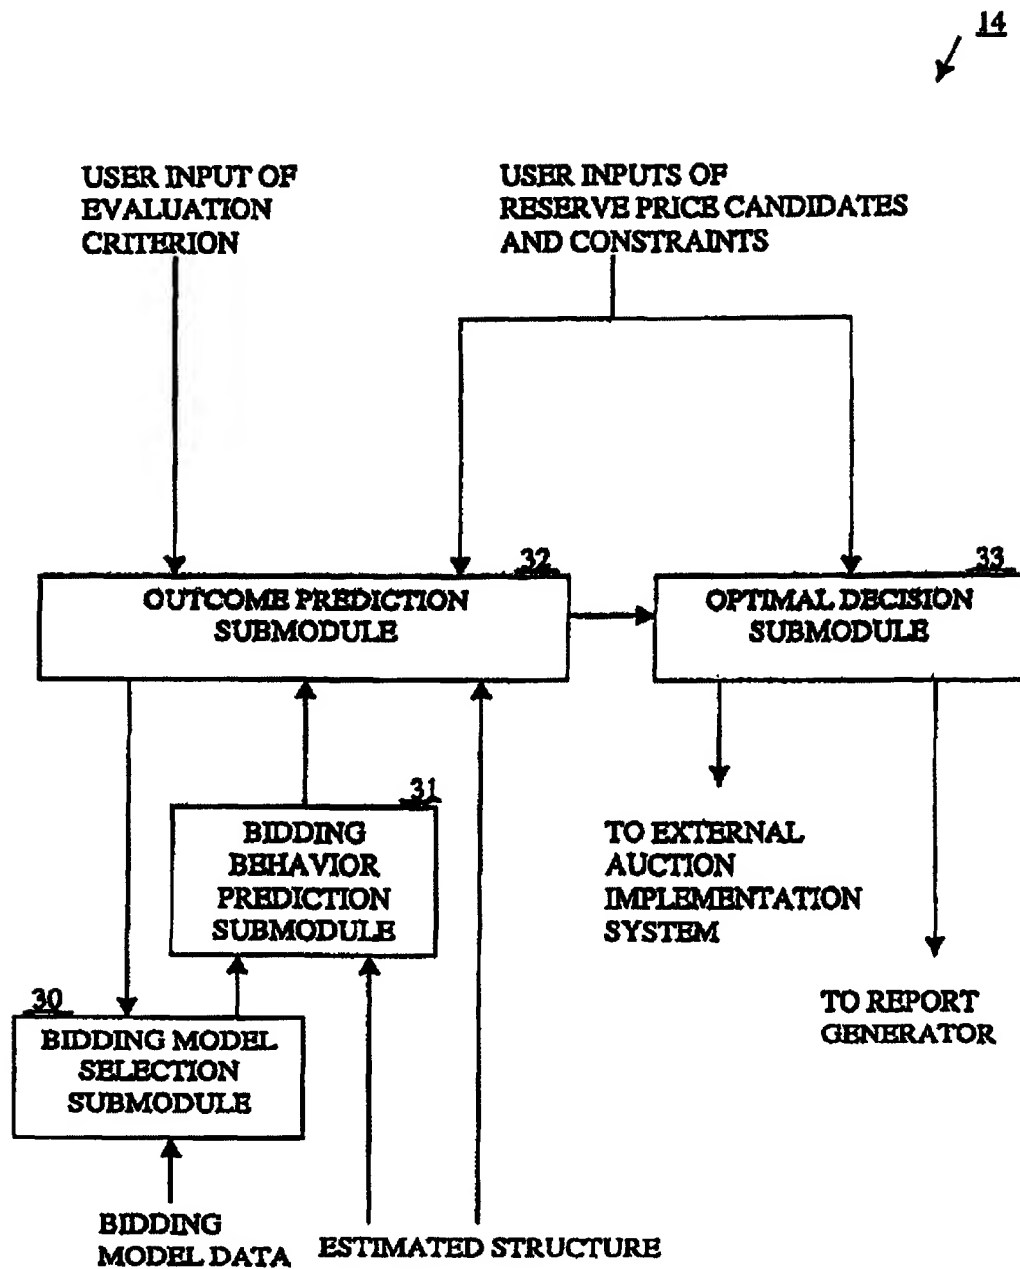 14
USER INPUT OF
EVALUATION
CRITERION
USER INPUTS OF
RESERVE PRICE CANDIDATES
AND CONSTRAINTS
32
OUTCOME PREDICTION
SUBMODULE
33
OPTIMAL DECISION
SUBMODULE
31
BIDDING
BEHAVIOR
PREDICTION
SUBMODULE
TO EXTERNAL
AUCTION
IMPLEMENTATION
SYSTEM
TO REPORT
GENERATOR
30
BIDDING MODEL
SELECTION
SUBMODULE
BIDDING
MODEL DATA
ESTIMATED STRUCTURE